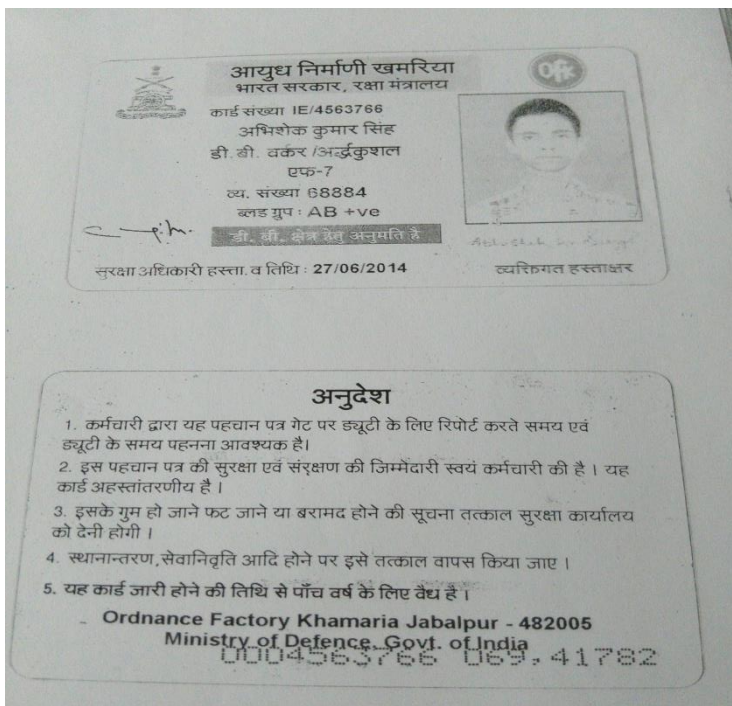 आयुध निर्माणी खमरिया
भारत सरकार, रक्षा मंत्रालय
Ofk
कार्ड संख्या IE/4563766
अभिशेक कुमार सिंह
डी.बी. वर्कर /अर्द्धकुशल
एफ-7
व्य. संख्या 68884
ब्लड ग्रुप : AB +ve
डी. बी. क्षेत्र हेतु अनुमति है
सुरक्षा अधिकारी हस्ता. व तिथि : 27/06/2014
व्यक्तिगत हस्ताक्षर
अनुदेश
1. कर्मचारी द्वारा यह पहचान पत्र गेट पर ड्यूटी के लिए रिपोर्ट करते समय एवं
ड्यूटी के समय पहनना आवश्यक है।
2. इस पहचान पत्र की सुरक्षा एवं संरक्षण की जिम्मेदारी स्वयं कर्मचारी की है । यह
कार्ड अहस्तांतरणीय है ।
3. इसके गुम हो जाने फट जाने या बरामद होने की सूचना तत्काल सुरक्षा कार्यालय
को देनी होगी ।
4. स्थानान्तरण,सेवानिवृति आदि होने पर इसे तत्काल वापस किया जाए ।
5. यह कार्ड जारी होने की तिथि से पाँच वर्ष के लिए वैध है ।
Ordnance Factory Khamaria Jabalpur - 482005
Ministry of Defence, Govt. of India
0004563766 069,41782